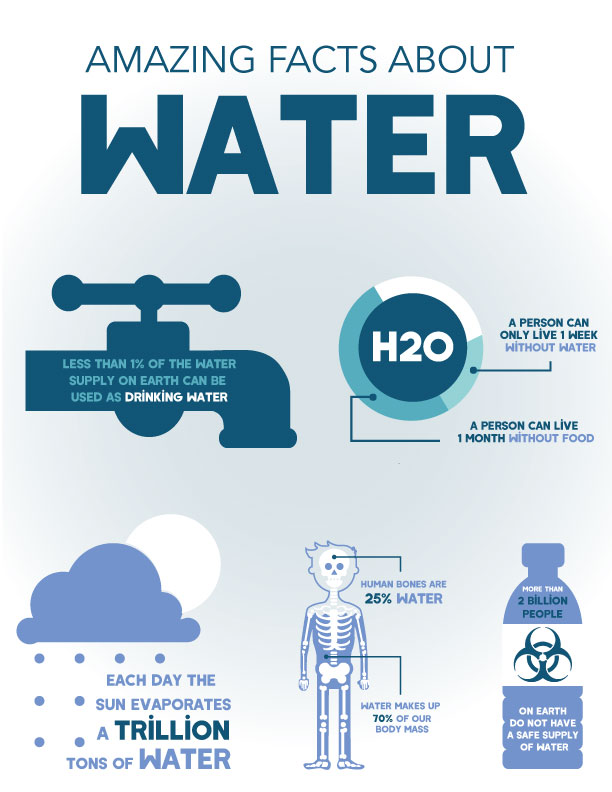 AMAZING FACTS ABOUT
WATER
LESS THAN 1% OF THE WATER
SUPPLY ON EARTH CAN BE
USED AS DRINKING WATER
H2O
A PERSON CAN
ONLY LIVE 1 WEEK
WITHOUT WATER
A PERSON CAN LIVE
1 MONTH WITHOUT FOOD
EACH DAY THE
SUN EVAPORATES
A TRILLION
TONS OF WATER
HUMAN BONES ARE
25% WATER
WATER MAKES UP
70% OF OUR
BODY MASS
MORE THAN
2 BILLION
PEOPLE
ON EARTH
DO NOT HAVE
A SAFE SUPPLY
OF WATER